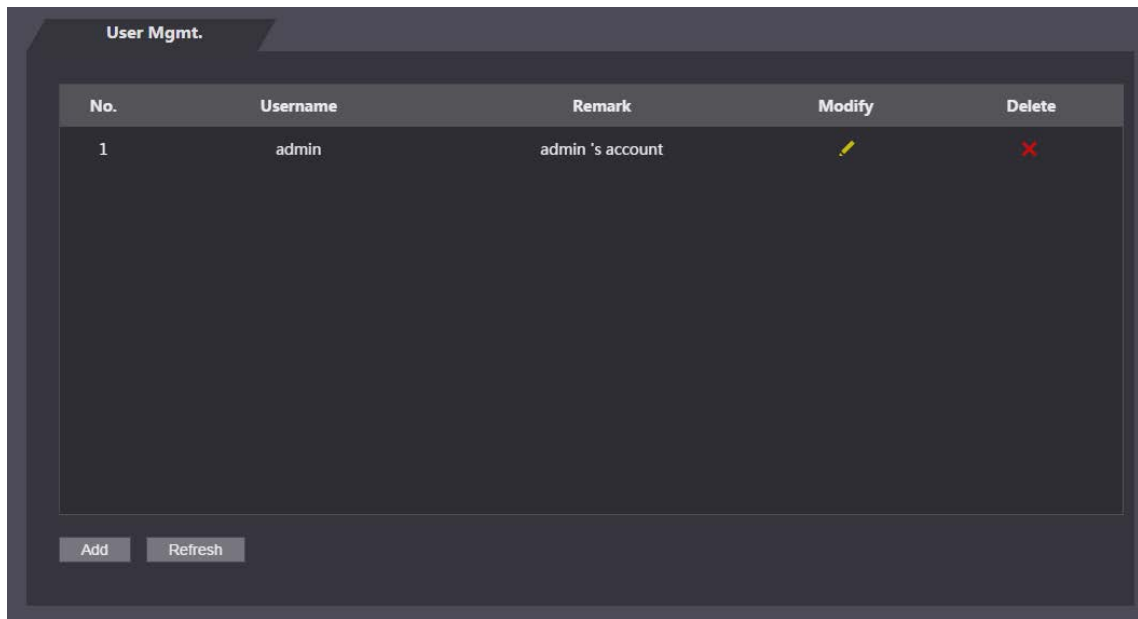 User Mgmt.
No. Username Remark Modify Delete
1 admin admin 's account
Add Refresh